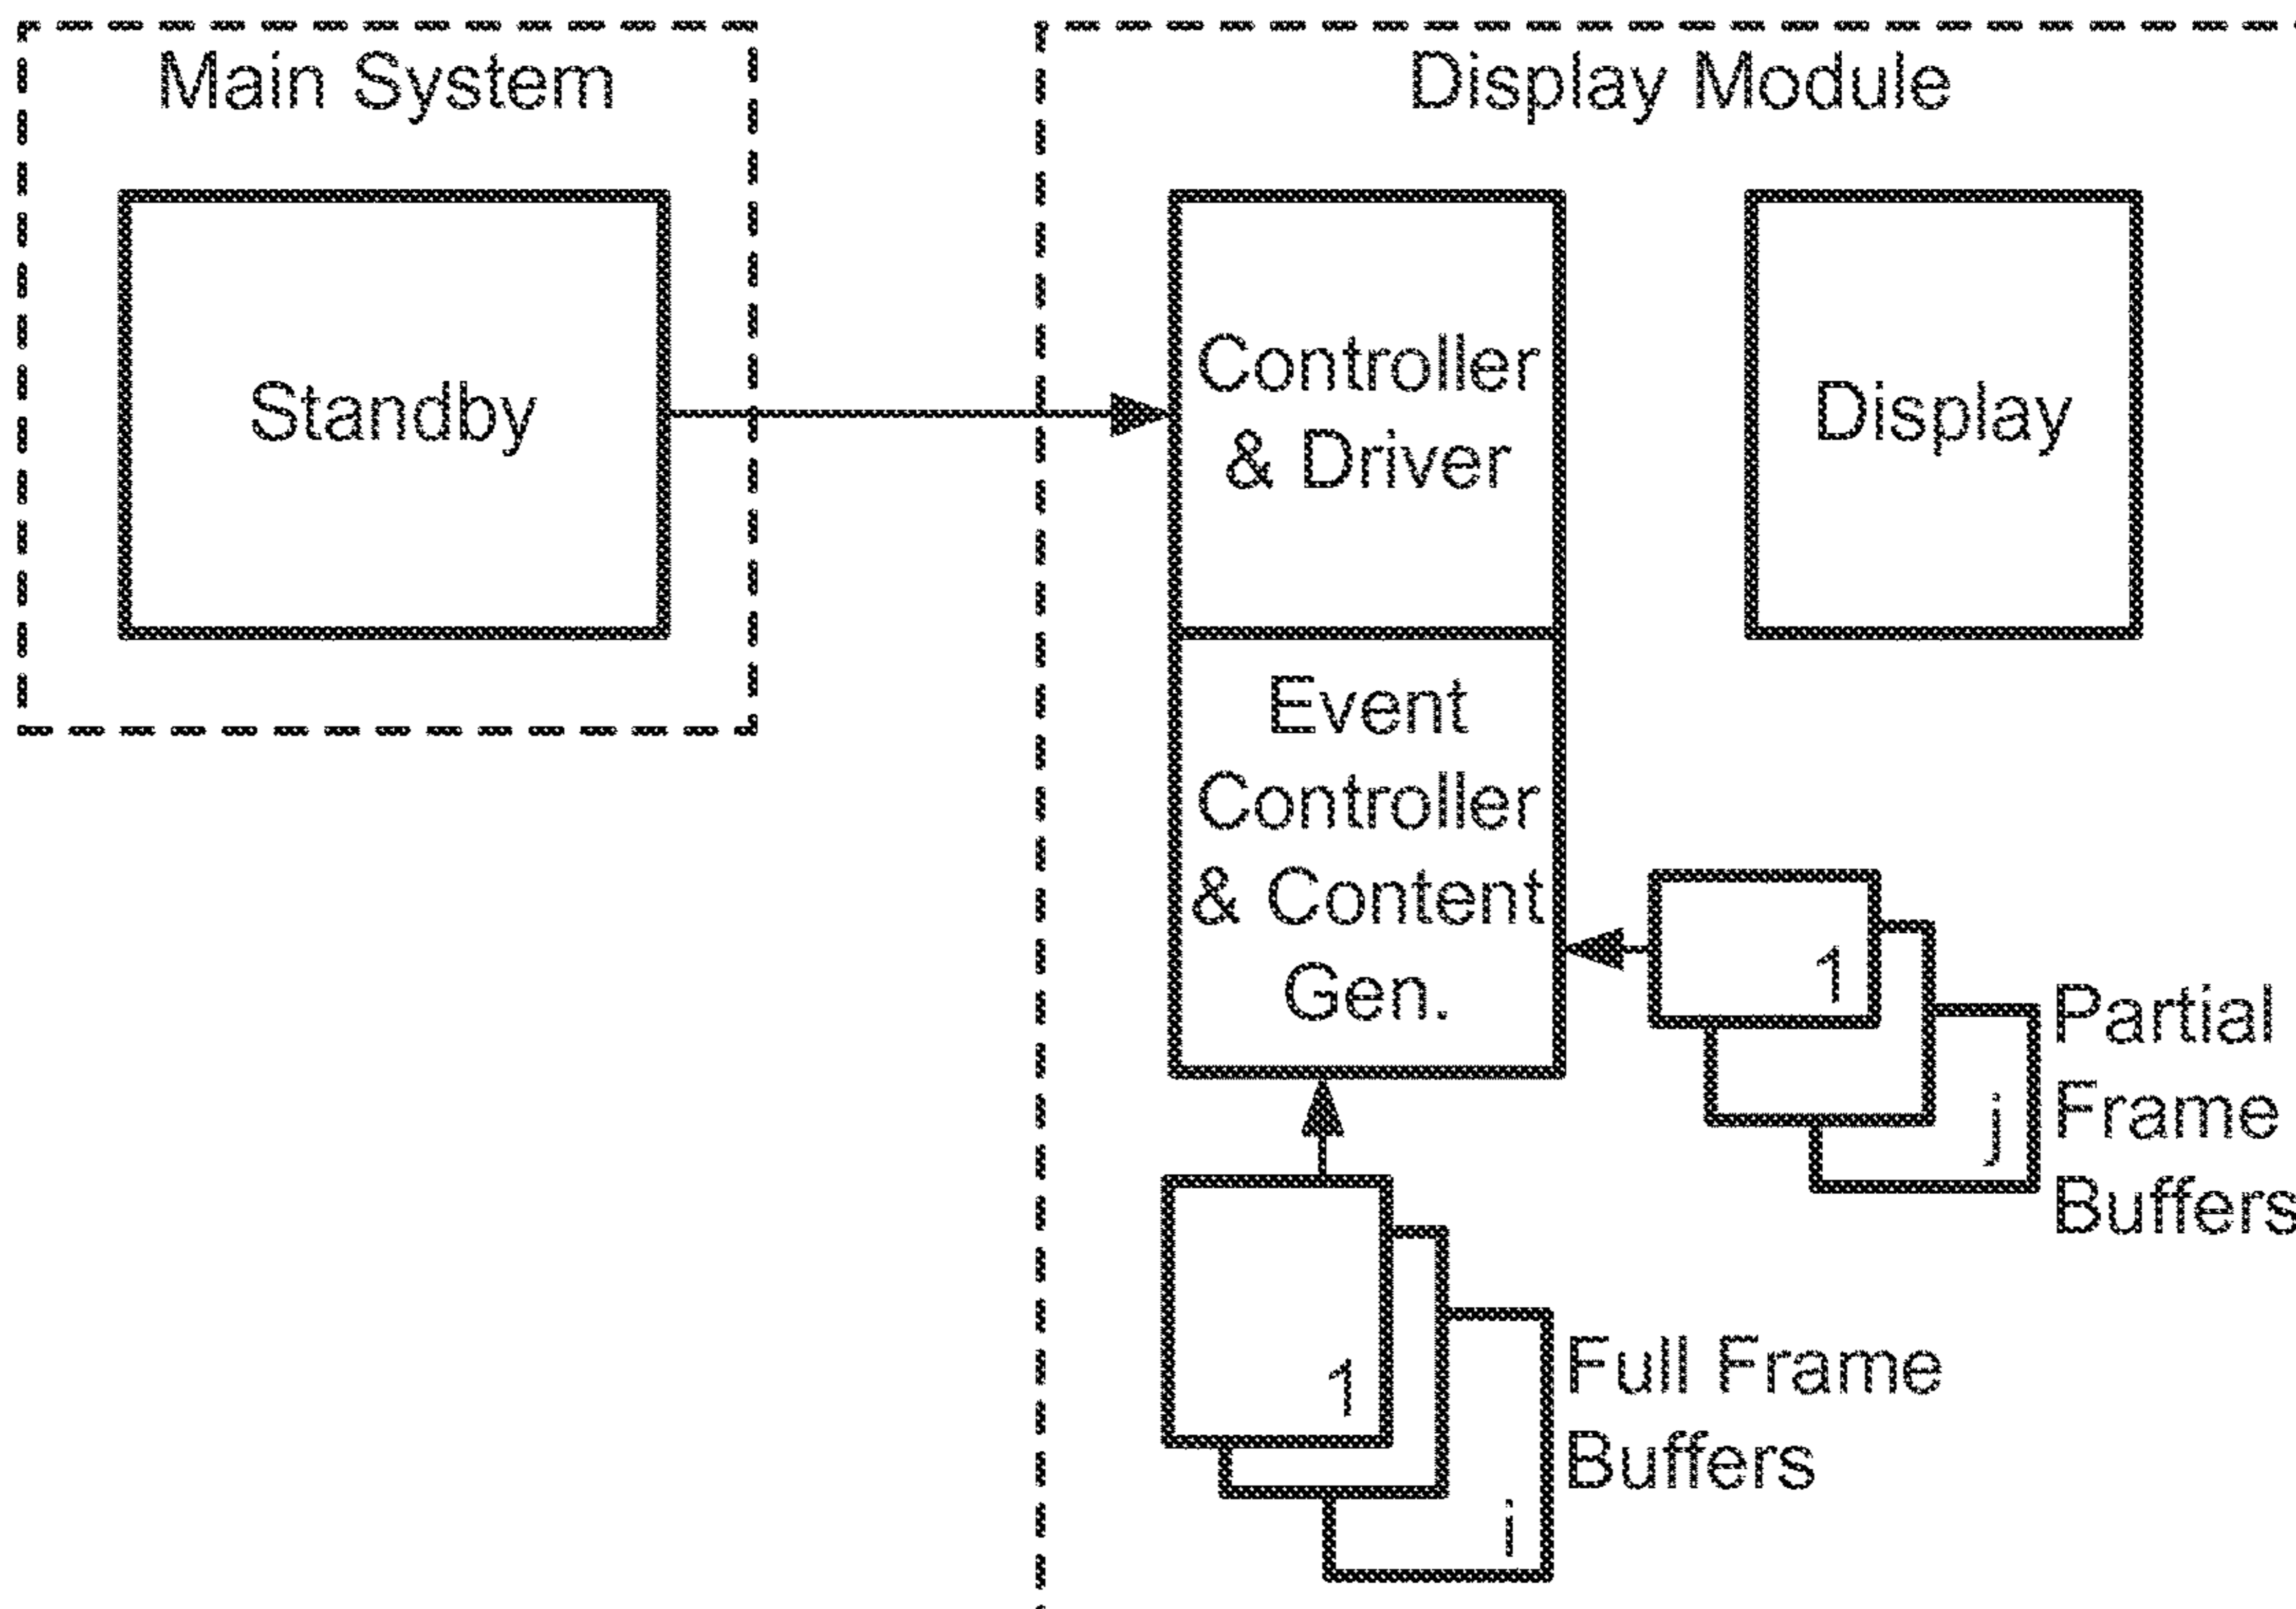 Main System
Standby
Display Module
Controller
& Driver
Display
Event
Controller
& Content
Gen.
1
j
Partial
Frame
Buffers
1
i
Full Frame
Buffers